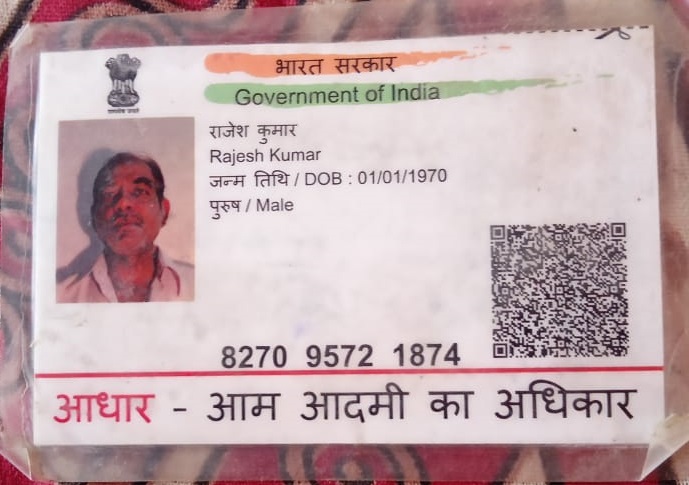 भारत सरकार
Government of India
राजेश कुमार
Rajesh Kumar
जन्म तिथि / DOB : 01/01/1970
पुरुष / Male
8270 9572 1874
आधार - आम आदमी का अधिकार